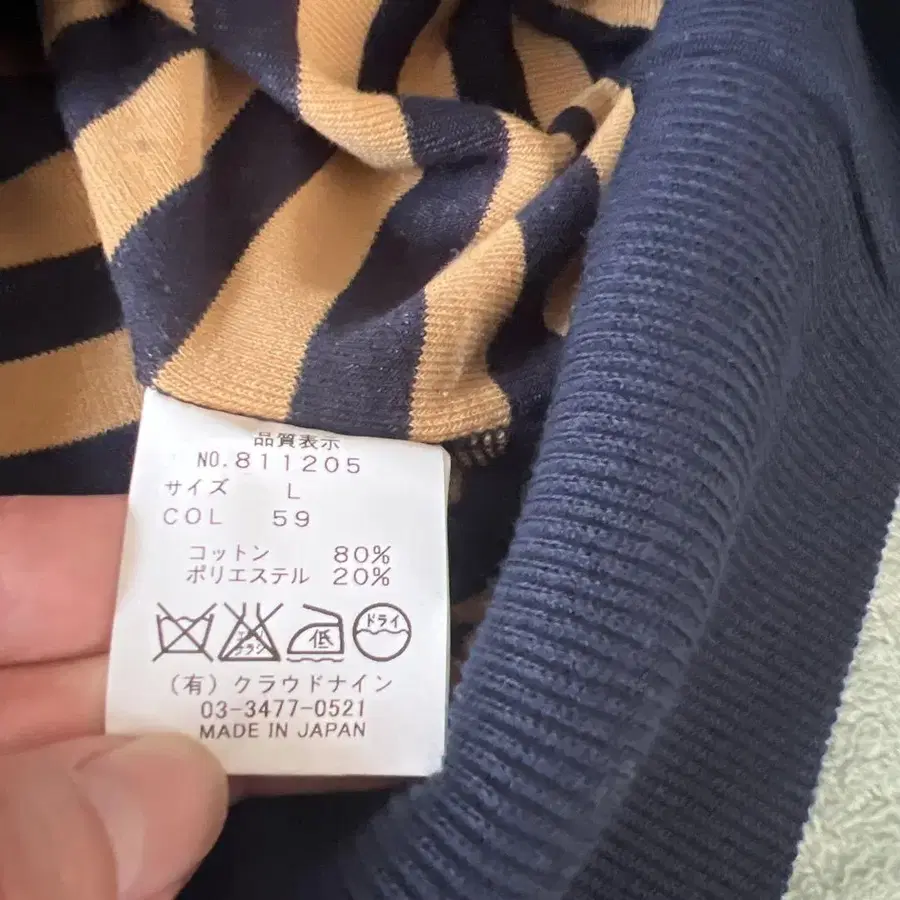 品質表示
NO.811205
サイズ L
COL 59
コットン 80%
ポリエステル 20%
低 ドライ
(有) クラウドナイン
03-3477-0521
MADE IN JAPAN